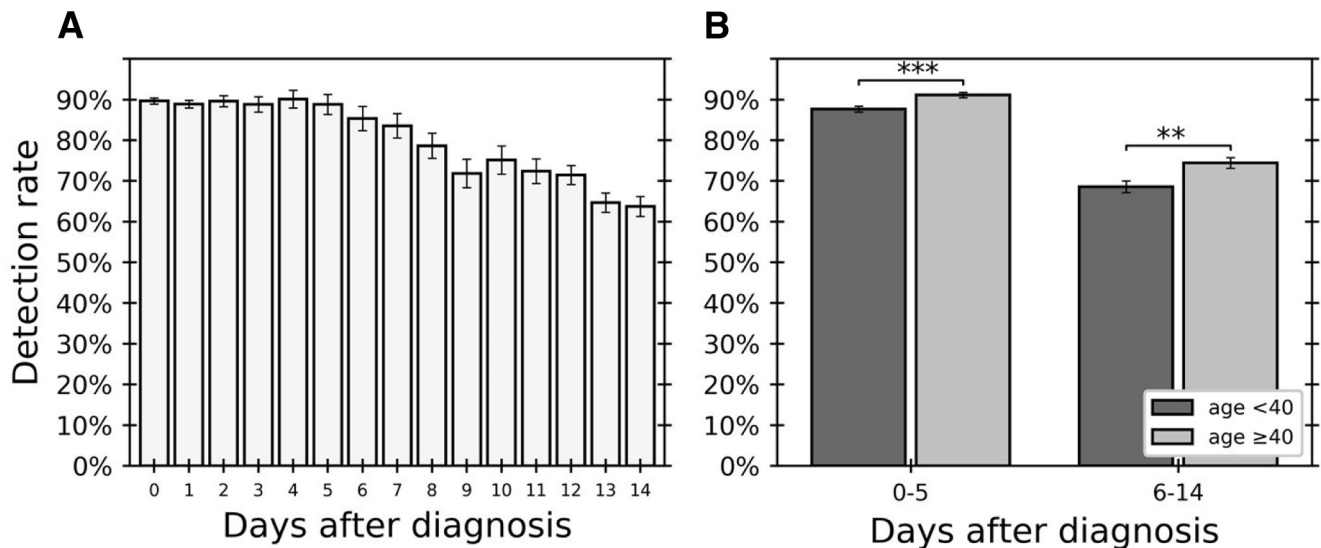 A
Detection rate
90%
80%
70%
60%
50%
40%
30%
20%
10%
0%
0 1 2 3 4 5 6 7 8 9 10 11 12 13 14
Days after diagnosis
B
90%
80%
70%
60%
50%
40%
30%
20%
10%
0%
***
**
age <40
age ≥40
0-5 6-14
Days after diagnosis